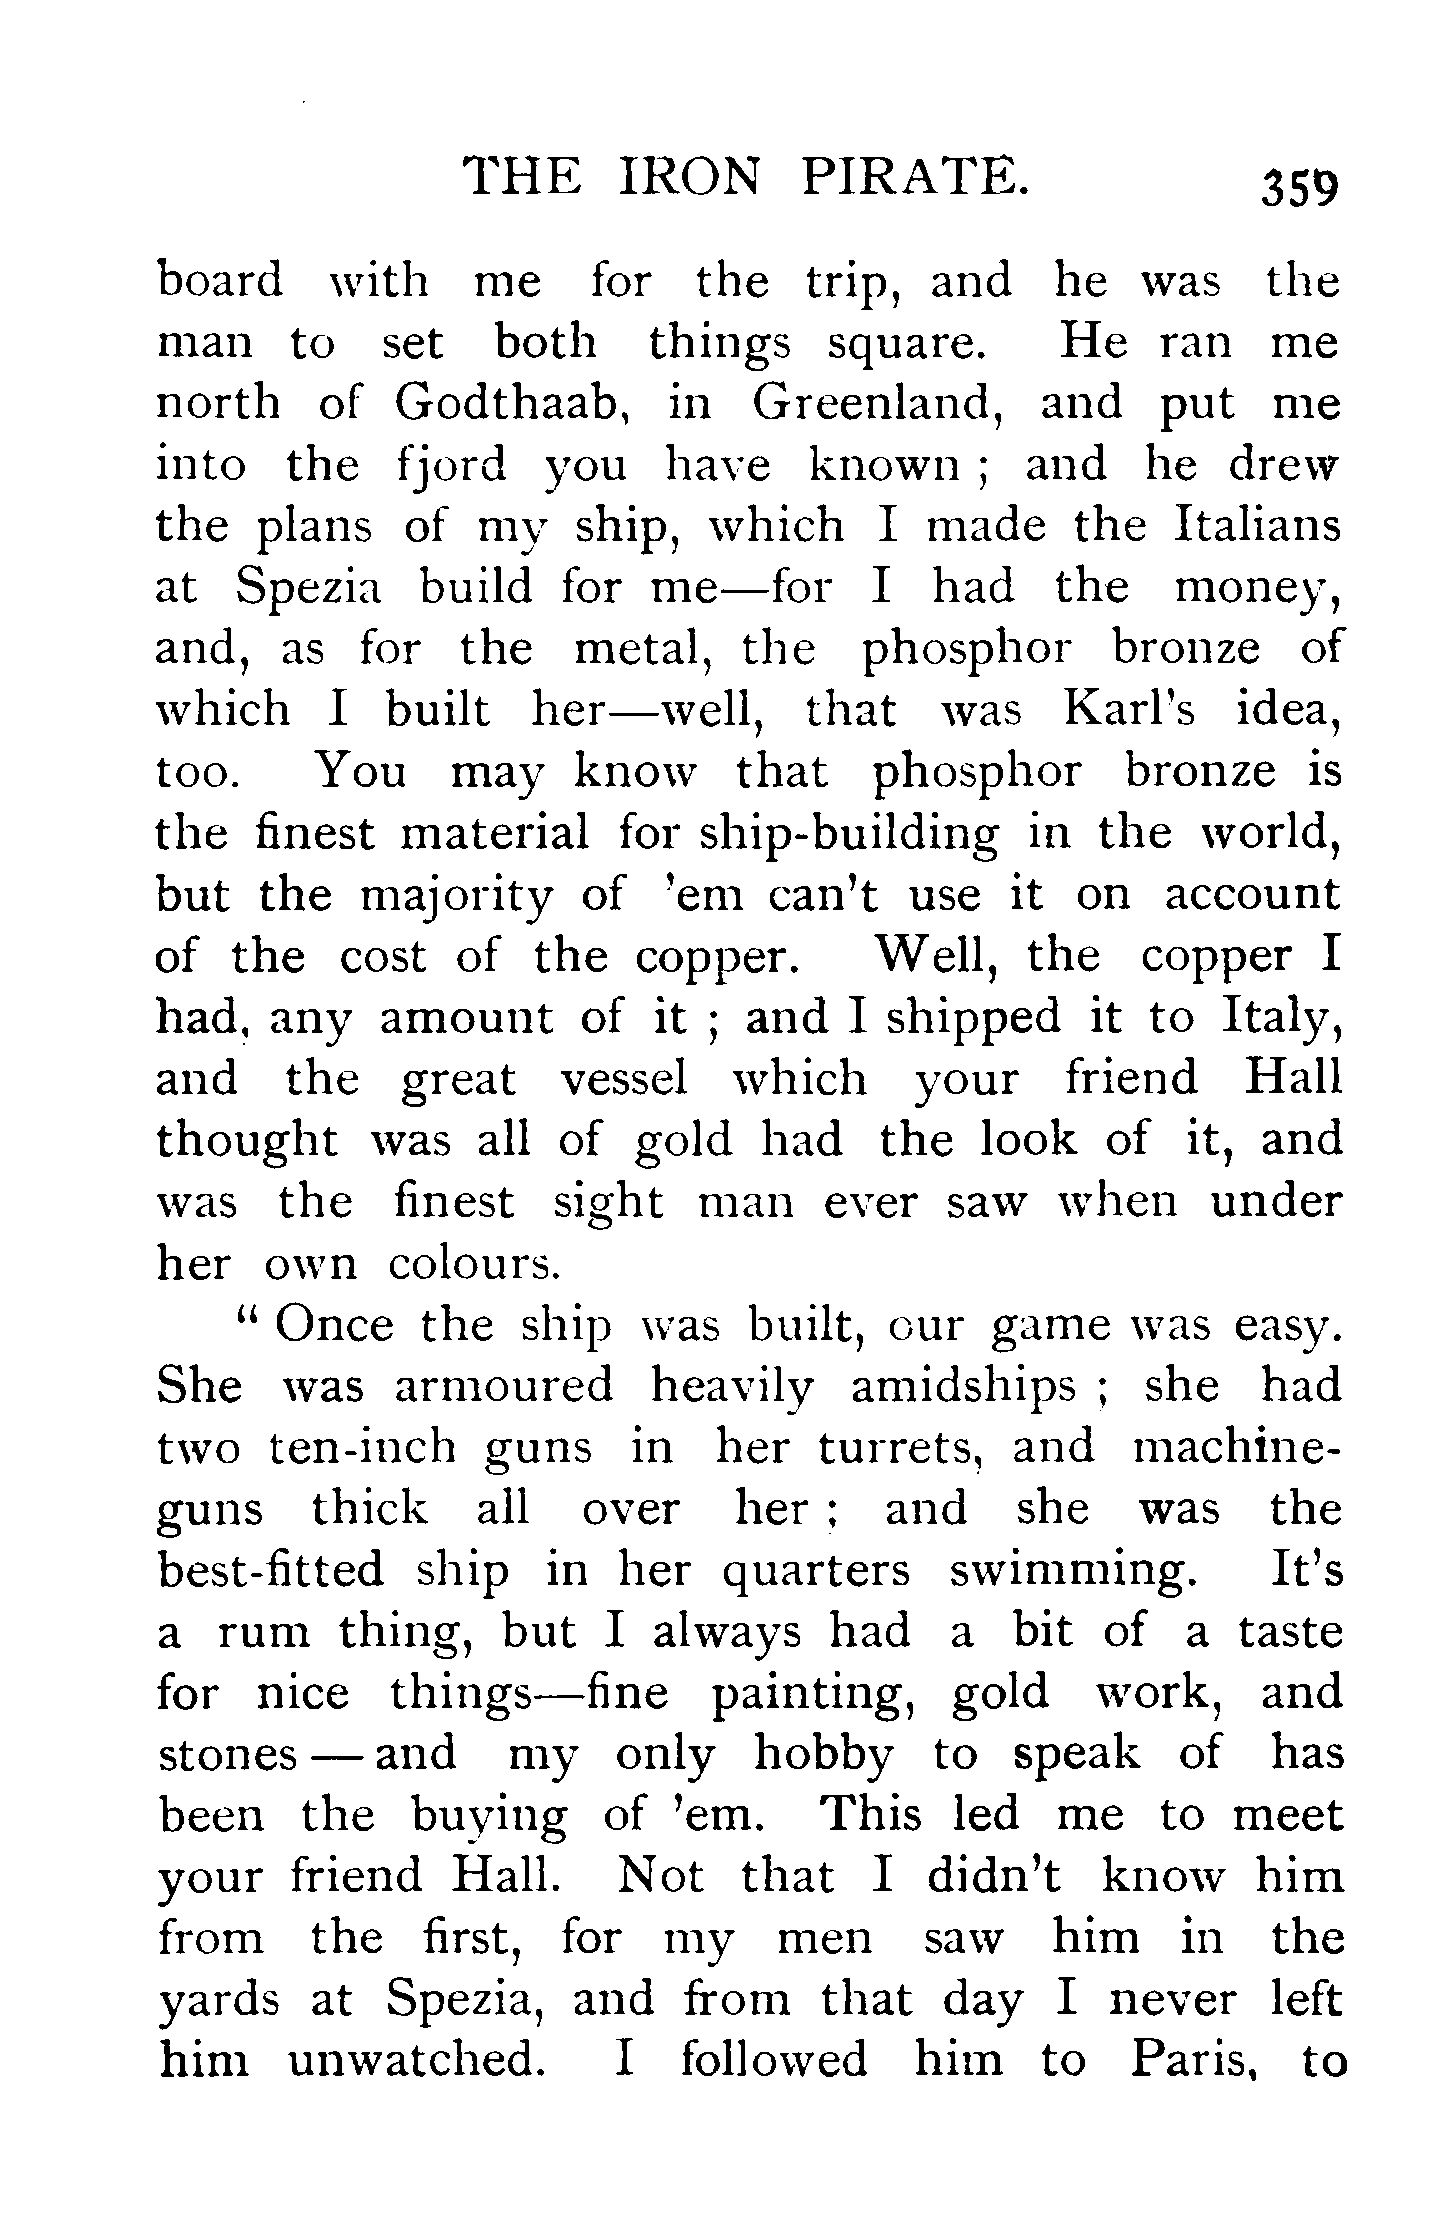 THE IRON PIRATE. 359
board with me for the trip, and he was the
man to set both things square. He ran me
north of Godthaab, in Greenland, and put me
into the fjord you have known ; and he drew
the plans of my ship, which I made the Italians
at Spezia build for me—for I had the money,
and, as for the metal, the phosphor bronze of
which I built her—well, that was Karl's idea,
too. You may know that phosphor bronze is
the finest material for ship-building in the world,
but the majority of 'em can't use it on account
of the cost of the copper. Well, the copper I
had, any amount of it ; and I shipped it to Italy,
and the great vessel which your friend Hall
thought was all of gold had the look of it, and
was the finest sight man ever saw when under
her own colours.
“ Once the ship was built, our game was easy.
She was armoured heavily amidships ; she had
two ten-inch guns in her turrets, and machine-
guns thick all over her ; and she was the
best-fitted ship in her quarters swimming. It's
a rum thing, but I always had a bit of a taste
for nice things—fine painting, gold work, and
stones — and my only hobby to speak of has
been the buying of 'em. This led me to meet
your friend Hall. Not that I didn't know him
from the first, for my men saw him in the
yards at Spezia, and from that day I never left
him unwatched. I followed him to Paris, to